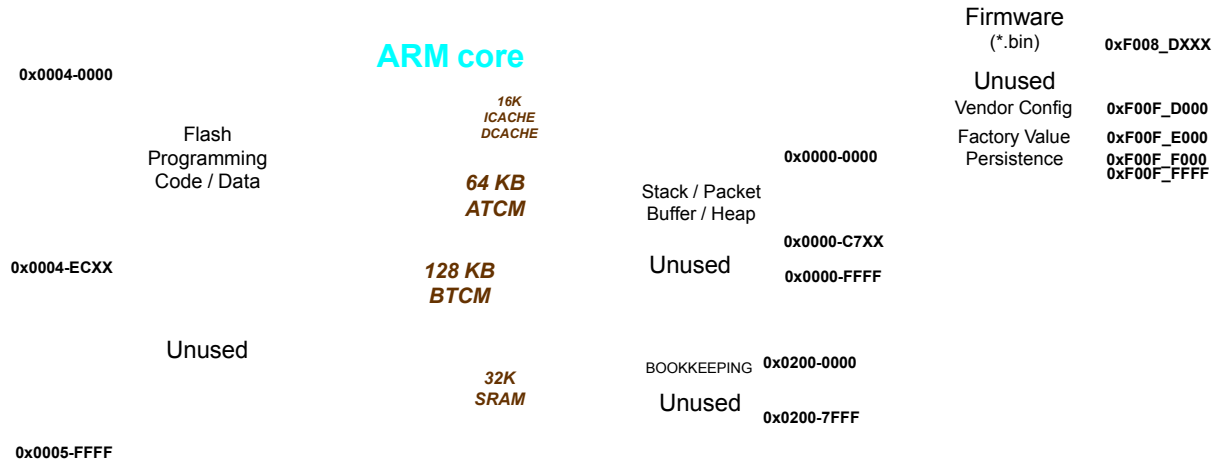 Firmware
(*.bin)
0xF008_DXXX
ARM core
0x0004-0000
Unused
Vendor Config
0xF00F_D000
16K
ICACHE
DCACHE
Flash
Programming
Code / Data
Factory Value
0xF00F_E000
0x0000-0000
Persistence
0xF00F_F000
0xF00F_FFFF
64 KB
ATCM
Stack / Packet
Buffer / Heap
0x0000-C7XX
0x0004-ECXX
128 KB
BTCM
Unused
0x0000-FFFF
Unused
BOOKKEEPING
0x0200-0000
32K
SRAM
Unused
0x0200-7FFF
0x0005-FFFF